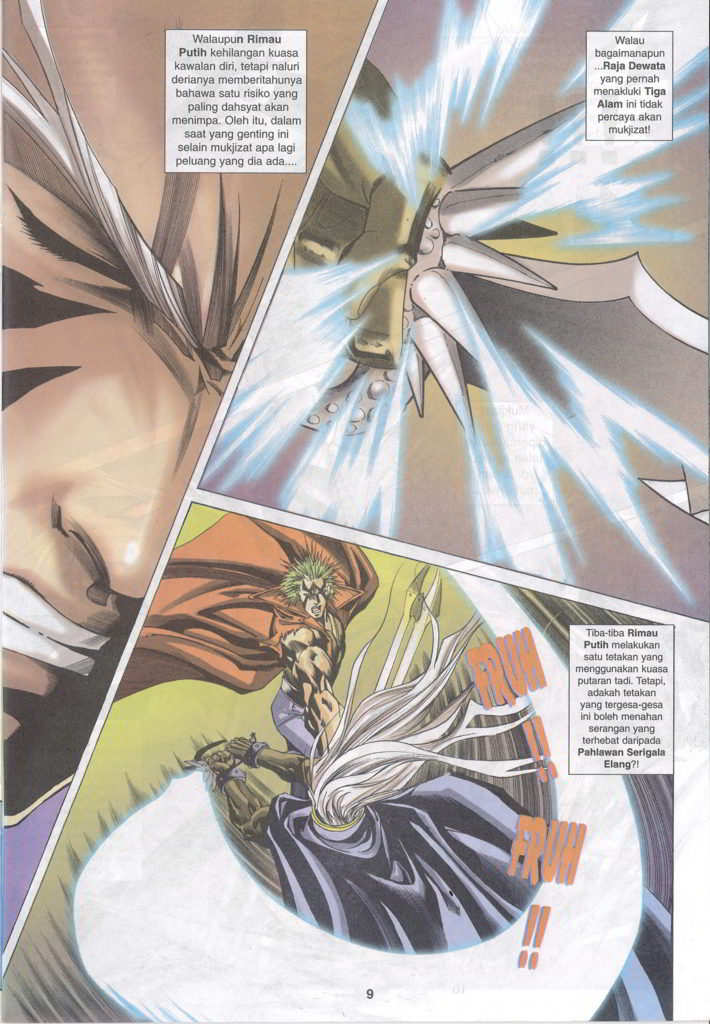 Walaupun Rimau
Putih kehilangan kuasa
kawalan diri, tetapi naluri
derianya memberitahunya
bahawa satu risiko yang
paling dahsyat akan
menimpa. Oleh itu, dalam
saat yang genting ini
selain mukjizat apa lagi
peluang yang dia ada....
Walau
bagaimanapun
...Raja Dewata
yang pernah
menakluki Tiga
Alam ini tidak
percaya akan
mukjizat!
Tiba-tiba Rimau
Putih melakukan
satu tetakan yang
menggunakan kuasa
putaran tadi. Tetapi,
adakah tetakan
yang tergesa-gesa
ini boleh menahan
serangan yang
terhebat daripada
Pahlawan Serigala
Elang?!
FRUH
!!
FRUH
!!
9